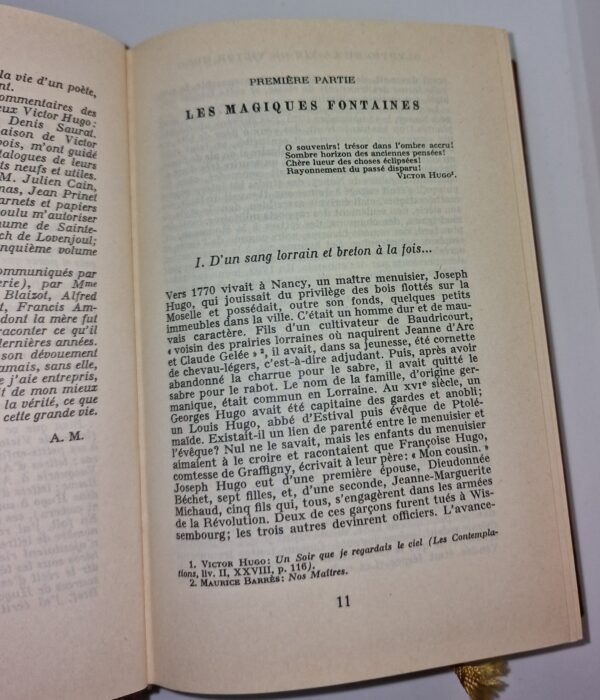 la vie d'un poète,
ent.
ommentaires des
eux Victor Hugo:
Denis Saurat.
aison de Victor
ois, m'ont guidé
talogues de leurs
ts neufs et utiles.
M. Julien Cain,
nas, Jean Prinet
arnets et papiers
oulu m'autoriser
ume de Sainte-
ch de Lovenjoul;
nquième volume
ommuniqués par
erie), par Mme
Blaizot, Alfred
t, Francis Am-
dont la mère fut
raconter ce qu'il
dernières années.
son dévouement
amais, sans elle,
e j'aie entrepris,
it de mon mieux
la vérité, ce que
cette grande vie.
A. M.
PREMIÈRE PARTIE
LES MAGIQUES FONTAINES
O souvenirs! trésor dans l'ombre accru!
Sombre horizon des anciennes pensées!
Chère lueur des choses éclipsées!
Rayonnement du passé disparu!
VICTOR HUGO¹.
I. D'un sang lorrain et breton à la fois...
Vers 1770 vivait à Nancy, un maître menuisier, Joseph
Hugo, qui jouissait du privilège des bois flottés sur la
Moselle et possédait, outre son fonds, quelques petits
immeubles dans la ville. C'était un homme dur et de mau-
vais caractère. Fils d'un cultivateur de Baudricourt,
« voisin des prairies lorraines où naquirent Jeanne d'Arc
et Claude Gelée »², il avait, dans sa jeunesse, été cornette
de chevau-légers, c'est-à-dire adjudant. Puis, après avoir
abandonné la charrue pour le sabre, il avait quitté le
sabre pour le rabot. Le nom de la famille, d'origine ger-
manique, était commun en Lorraine. Au XVIe siècle, un
Georges Hugo avait été capitaine des gardes et anobli;
un Louis Hugo, abbé d'Estival puis évêque de Ptolé-
maïde. Existait-il un lien de parenté entre le menuisier et
l'évêque? Nul ne le savait, mais les enfants du menuisier
aimaient à le croire et racontaient que Françoise Hugo,
comtesse de Graffigny, écrivait à leur père: « Mon cousin. »
Joseph Hugo eut d'une première épouse, Dieudonnée
Béchet, sept filles, et, d'une seconde, Jeanne-Marguerite
Michaud, cinq fils qui, tous, s'engagèrent dans les armées
de la Révolution. Deux de ces garçons furent tués à Wis-
sembourg; les trois autres devinrent officiers. L'avance-
1. VICTOR HUGO: Un Soir que je regardais le ciel (Les Contempla-
tions, liv. II, XXVIII, p. 116).
2. MAURICE BARRÈS: Nos Maîtres.
11